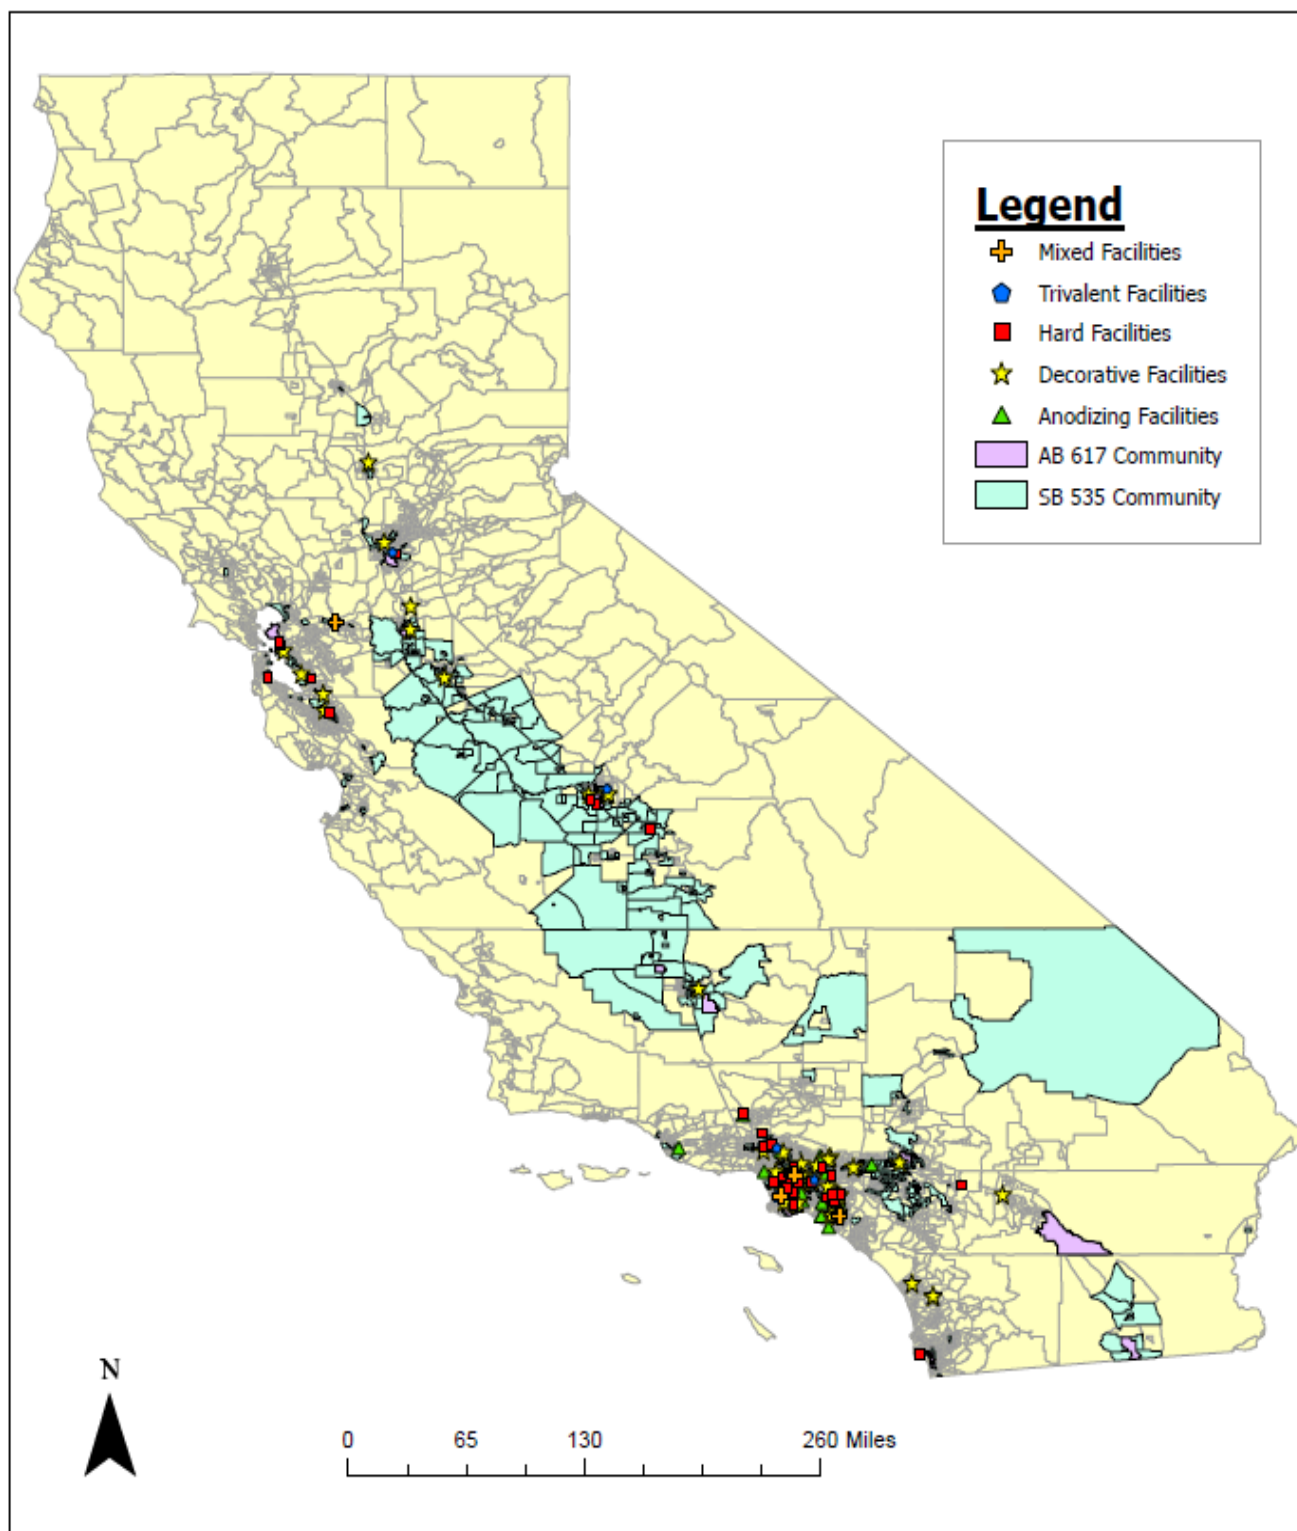 Legend
Mixed Facilities
Trivalent Facilities
Hard Facilities
Decorative Facilities
Anodizing Facilities
AB 617 Community
SB 535 Community
N
0 65 130 260 Miles